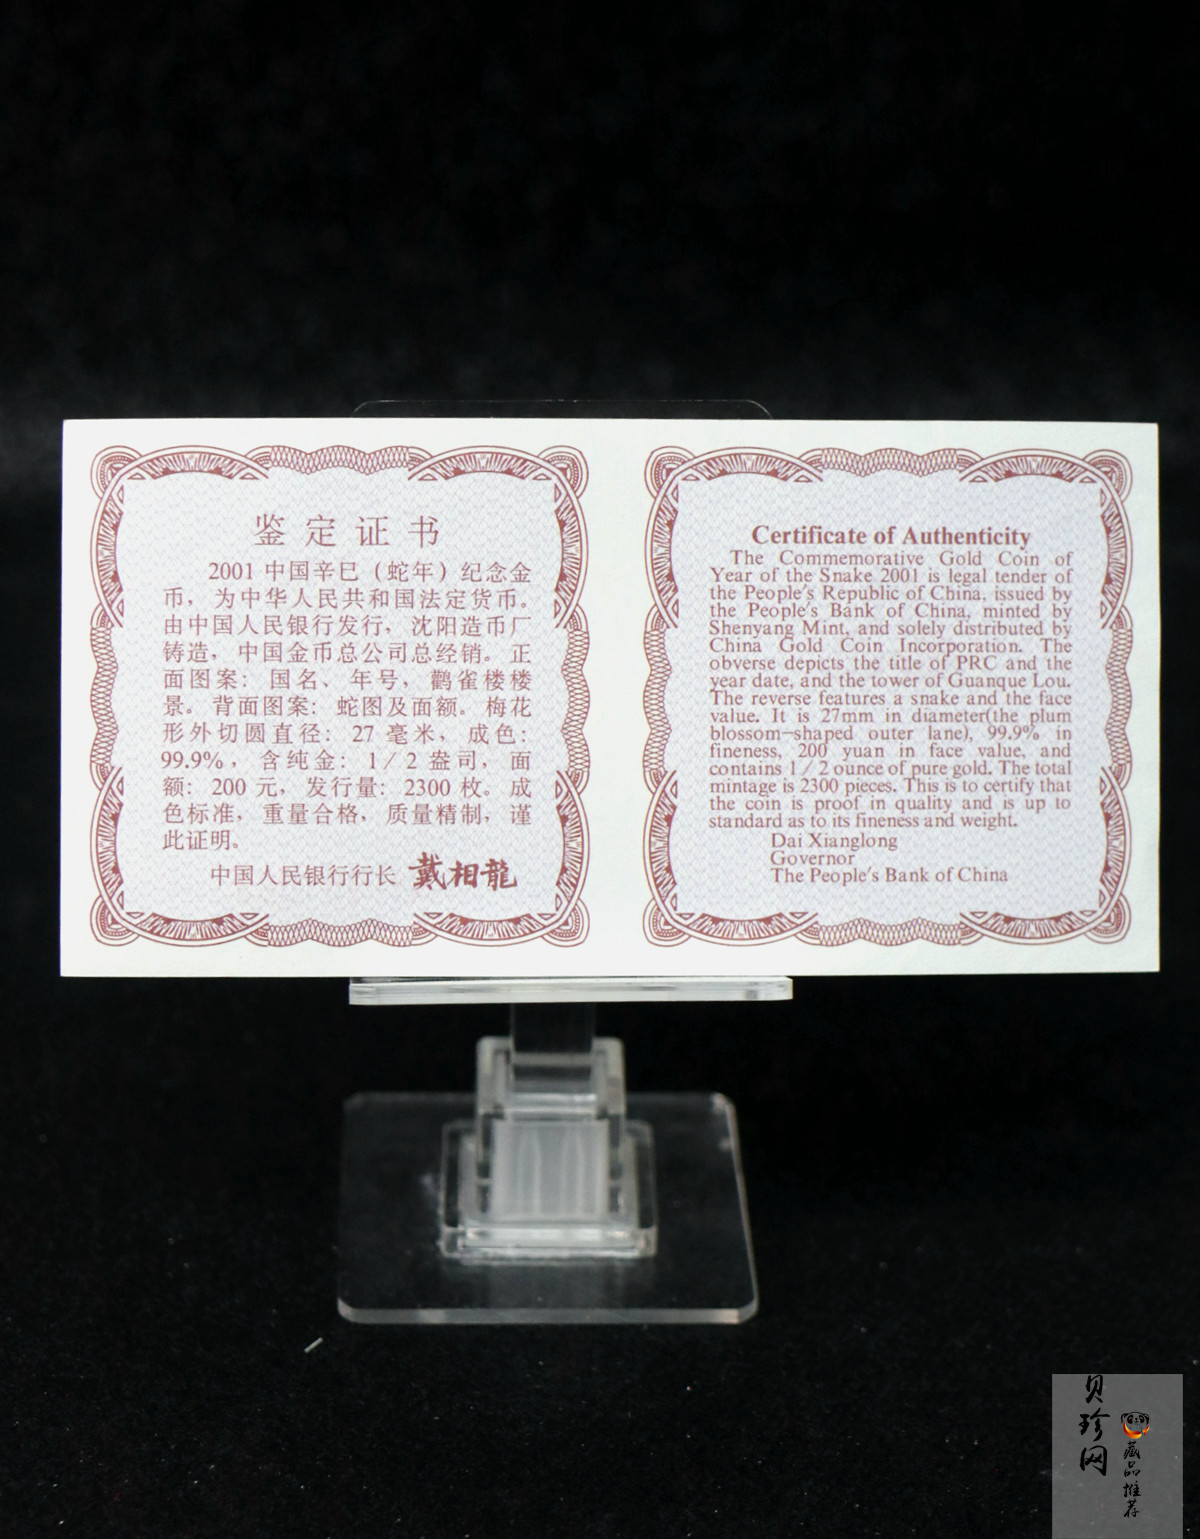 鉴定证书
2001 中国辛巳（蛇年）纪念金
币，为中华人民共和国法定货币。
由中国人民银行发行，沈阳造币厂
铸造，中国金币总公司总经销。正
面图案：国名、年号，鹳雀楼楼
景。背面图案：蛇图及面额。梅花
形外切圆直径：27 毫米，成色：
99.9%，含纯金：1/2 盎司，面
额：200 元，发行量：2300 枚。成
色标准，重量合格，质量精制，谨
此证明。
中国人民银行行长 戴相龍
Certificate of Authenticity
The Commemorative Gold Coin of
Year of the Snake 2001 is legal tender of
the People's Republic of China, issued by
the People's Bank of China, minted by
Shenyang Mint, and solely distributed by
China Gold Coin Incorporation. The
obverse depicts the title of PRC and the
year date, and the tower of Guanque Lou.
The reverse features a snake and the face
value. It is 27mm in diameter(the plum
blossom-shaped outer lane), 99.9% in
fineness, 200 yuan in face value, and
contains 1/2 ounce of pure gold. The total
mintage is 2300 pieces. This is to certify that
the coin is proof in quality and is up to
standard as to its fineness and weight.
Dai Xianglong
Governor
The People's Bank of China
贝珍网
藏品推荐